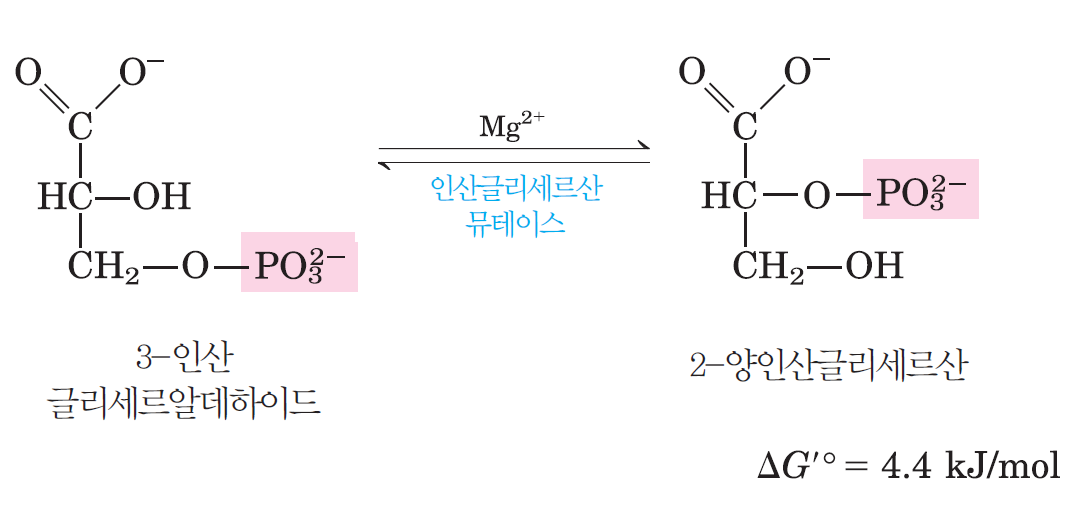 O O⁻
C
HC—OH
CH₂—O—PO₃²⁻
3-인산
글리세르알데하이드
Mg²⁺
인산글리세르산
뮤테이스
O O⁻
C
HC—O—PO₃²⁻
CH₂—OH
2-양인산글리세르산
ΔG′° = 4.4 kJ/mol